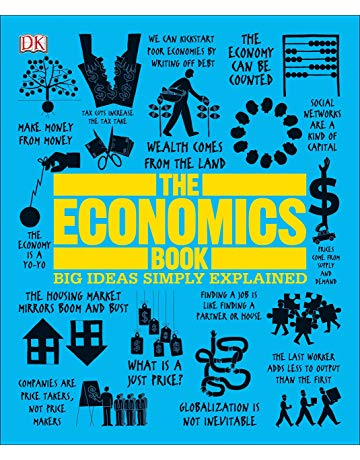 DK
WE CAN KICKSTART
POOR ECONOMIES BY
WRITING OFF DEBT
THE
ECONOMY
CAN BE
COUNTED
MAKE MONEY
FROM MONEY
TAX CUTS INCREASE
THE TAX TAKE
WEALTH COMES
FROM THE LAND
SOCIAL
NETWORKS
ARE A
KIND OF
CAPITAL
THE
ECONOMICS
BOOK
BIG IDEAS SIMPLY EXPLAINED
THE
ECONOMY
IS A
YO-YO
PRICES
COME FROM
SUPPLY
AND
DEMAND
THE HOUSING MARKET
MIRRORS BOOM AND BUST
FINDING A JOB IS
LIKE FINDING A
PARTNER OR HOUSE
WHAT IS A
JUST PRICE?
THE LAST WORKER
ADDS LESS TO OUTPUT
THAN THE FIRST
COMPANIES ARE
PRICE TAKERS,
NOT PRICE
MAKERS
GLOBALIZATION IS
NOT INEVITABLE